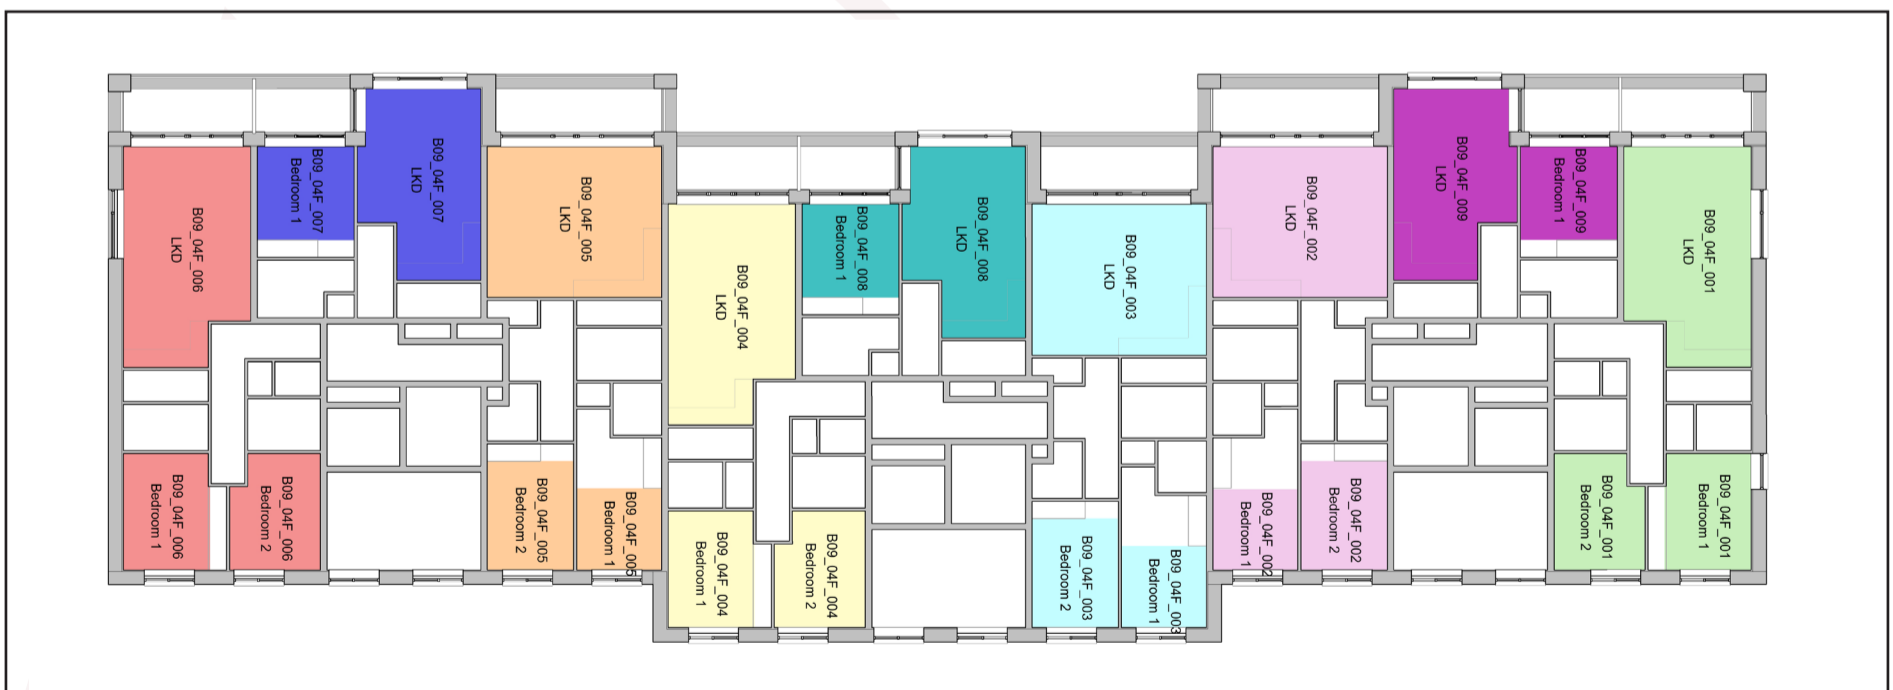 B09_04F_006
LKD
B09_04F_007
Bedroom 1
B09_04F_007
LKD
B09_04F_005
LKD
B09_04F_004
LKD
B09_04F_008
Bedroom 1
B09_04F_008
LKD
B09_04F_003
LKD
B09_04F_002
LKD
B09_04F_009
LKD
B09_04F_009
Bedroom 1
B09_04F_001
LKD
B09_04F_006
Bedroom 1
B09_04F_006
Bedroom 2
B09_04F_005
Bedroom 2
B09_04F_005
Bedroom 1
B09_04F_004
Bedroom 1
B09_04F_004
Bedroom 2
B09_04F_003
Bedroom 2
B09_04F_003
Bedroom 1
B09_04F_002
Bedroom 1
B09_04F_002
Bedroom 2
B09_04F_001
Bedroom 2
B09_04F_001
Bedroom 1